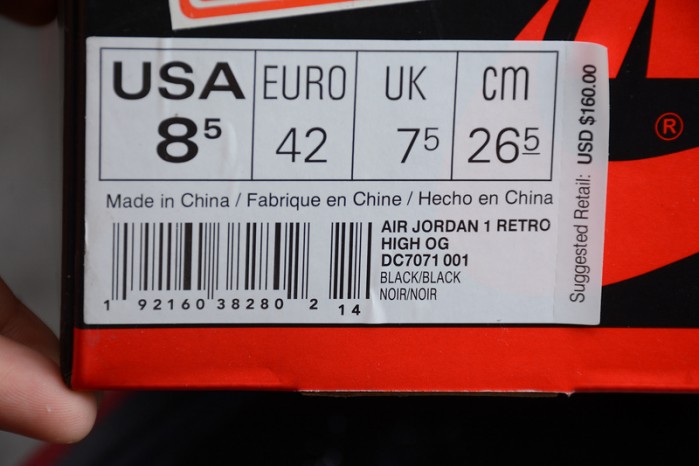 USA EURO UK cm
8⁵ 42 7⁵ 26⁵
Made in China / Fabrique en Chine / Hecho en China
AIR JORDAN 1 RETRO
HIGH OG
DC7071 001
BLACK/BLACK
NOIR/NOIR
1 92160 38280 2 14
Suggested Retail: USD $160.00
®